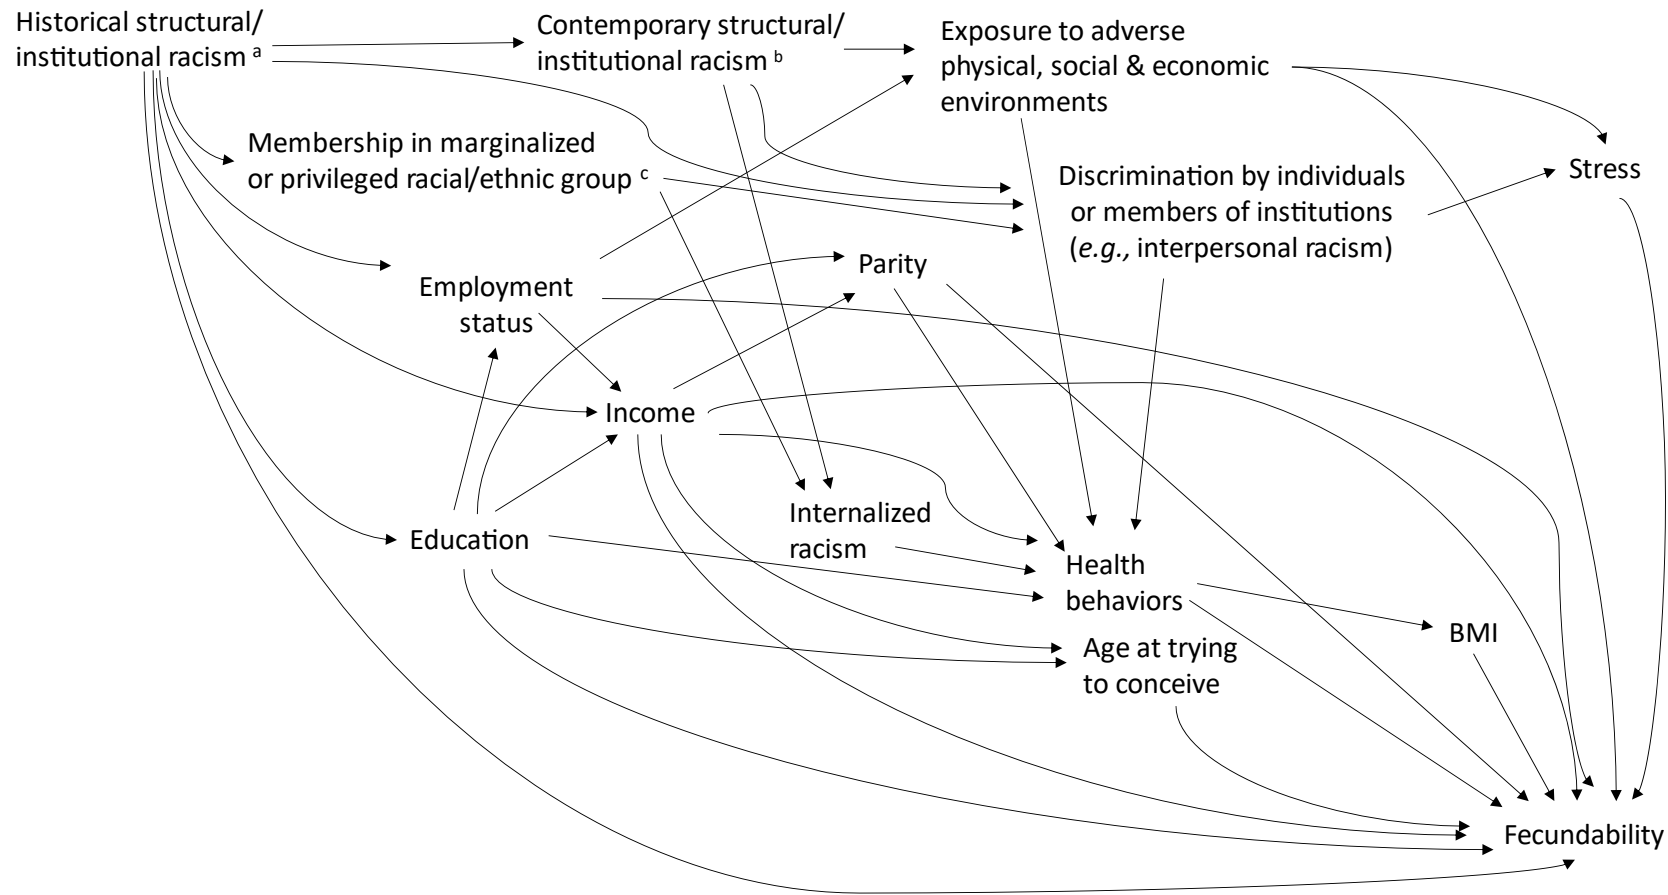 Historical structural/
institutional racism a
Contemporary structural/
institutional racism b
Exposure to adverse
physical, social & economic
environments
Membership in marginalized
or privileged racial/ethnic group c
Discrimination by individuals
or members of institutions
(e.g., interpersonal racism)
Stress
Parity
Employment
status
Income
Internalized
racism
Education
Health
behaviors
BMI
Age at trying
to conceive
Fecundability